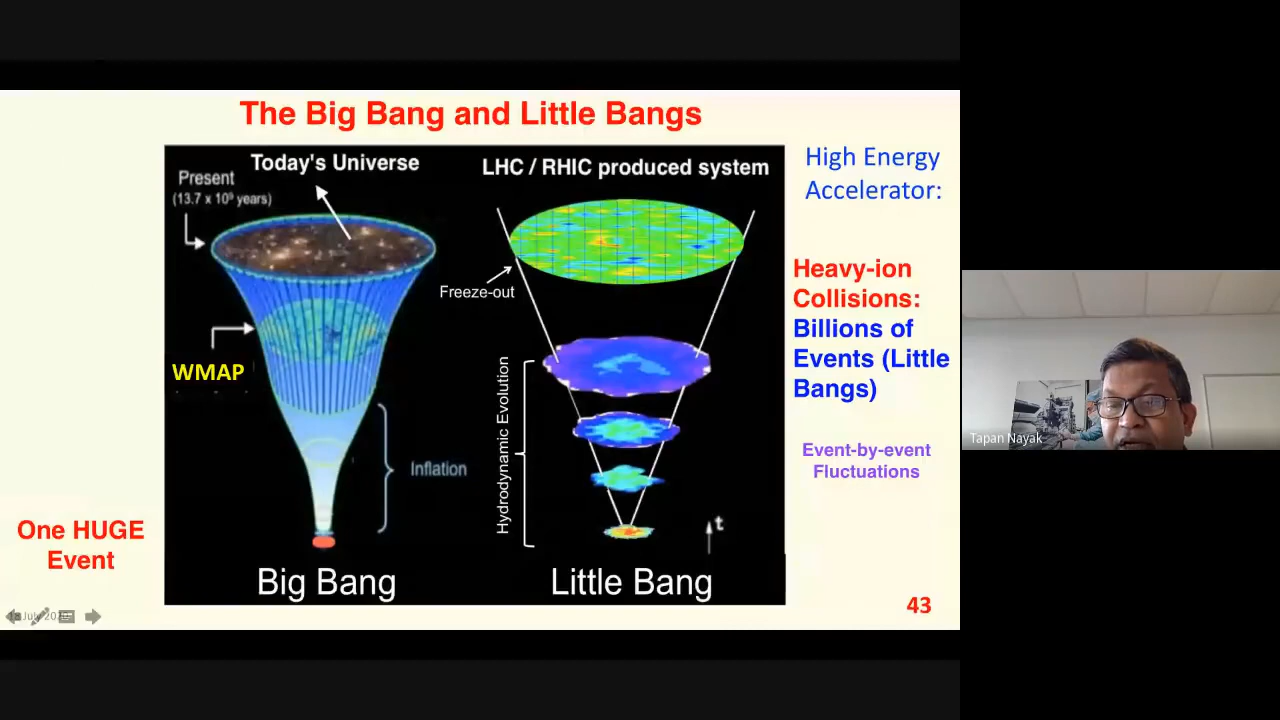 The Big Bang and Little Bangs
Today's Universe
Present
(13.7 x 10⁹ years)
WMAP
Inflation
Big Bang
One HUGE
Event
LHC / RHIC produced system
Freeze-out
Hydrodynamic Evolution
t
Little Bang
High Energy
Accelerator:
Heavy-ion
Collisions:
Billions of
Events (Little
Bangs)
Event-by-event
Fluctuations
43
Tapan Nayak